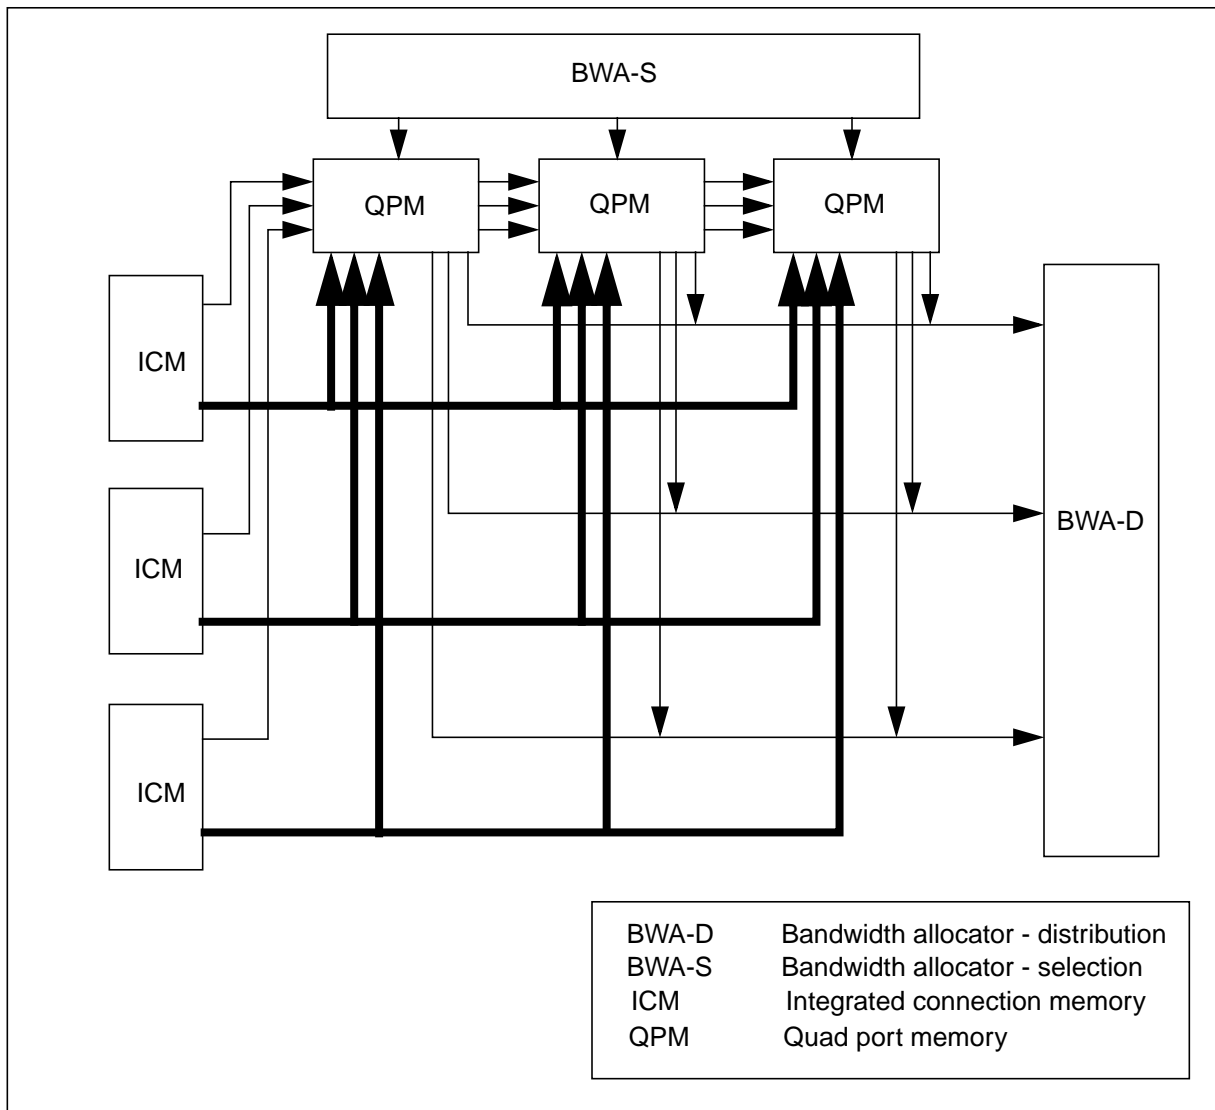 BWA-S
QPM
QPM
QPM
ICM
ICM
BWA-D
ICM
BWA-D Bandwidth allocator - distribution
BWA-S Bandwidth allocator - selection
ICM Integrated connection memory
QPM Quad port memory